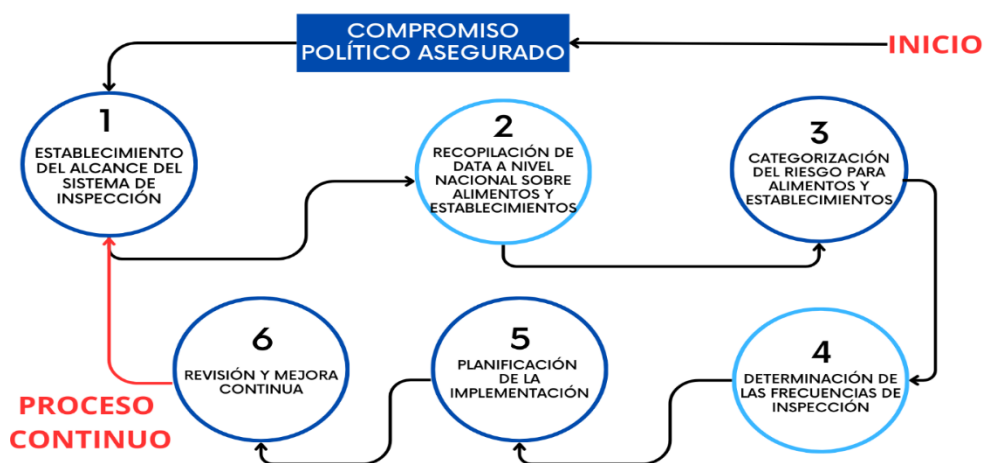 COMPROMISO
POLÍTICO ASEGURADO
INICIO
1
ESTABLECIMIENTO
DEL ALCANCE DEL
SISTEMA DE
INSPECCIÓN
2
RECOPILACIÓN DE
DATA A NIVEL
NACIONAL SOBRE
ALIMENTOS Y
ESTABLECIMIENTOS
3
CATEGORIZACIÓN
DEL RIESGO PARA
ALIMENTOS Y
ESTABLECIMIENTOS
4
DETERMINACIÓN DE
LAS FRECUENCIAS DE
INSPECCIÓN
5
PLANIFICACIÓN
DE LA
IMPLEMENTACIÓN
6
REVISIÓN Y MEJORA
CONTINUA
PROCESO
CONTINUO